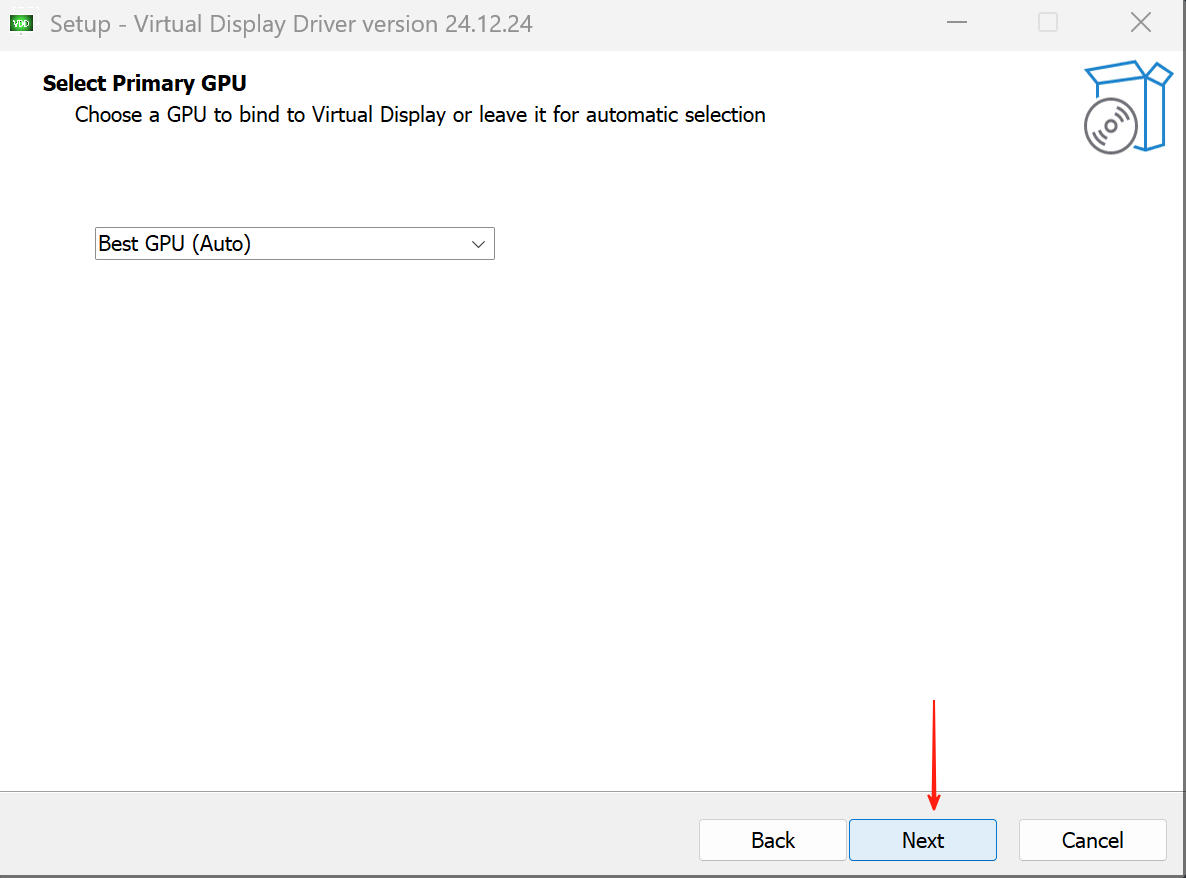 VDD
Setup - Virtual Display Driver version 24.12.24
Select Primary GPU
Choose a GPU to bind to Virtual Display or leave it for automatic selection
Best GPU (Auto)
Back
Next
Cancel